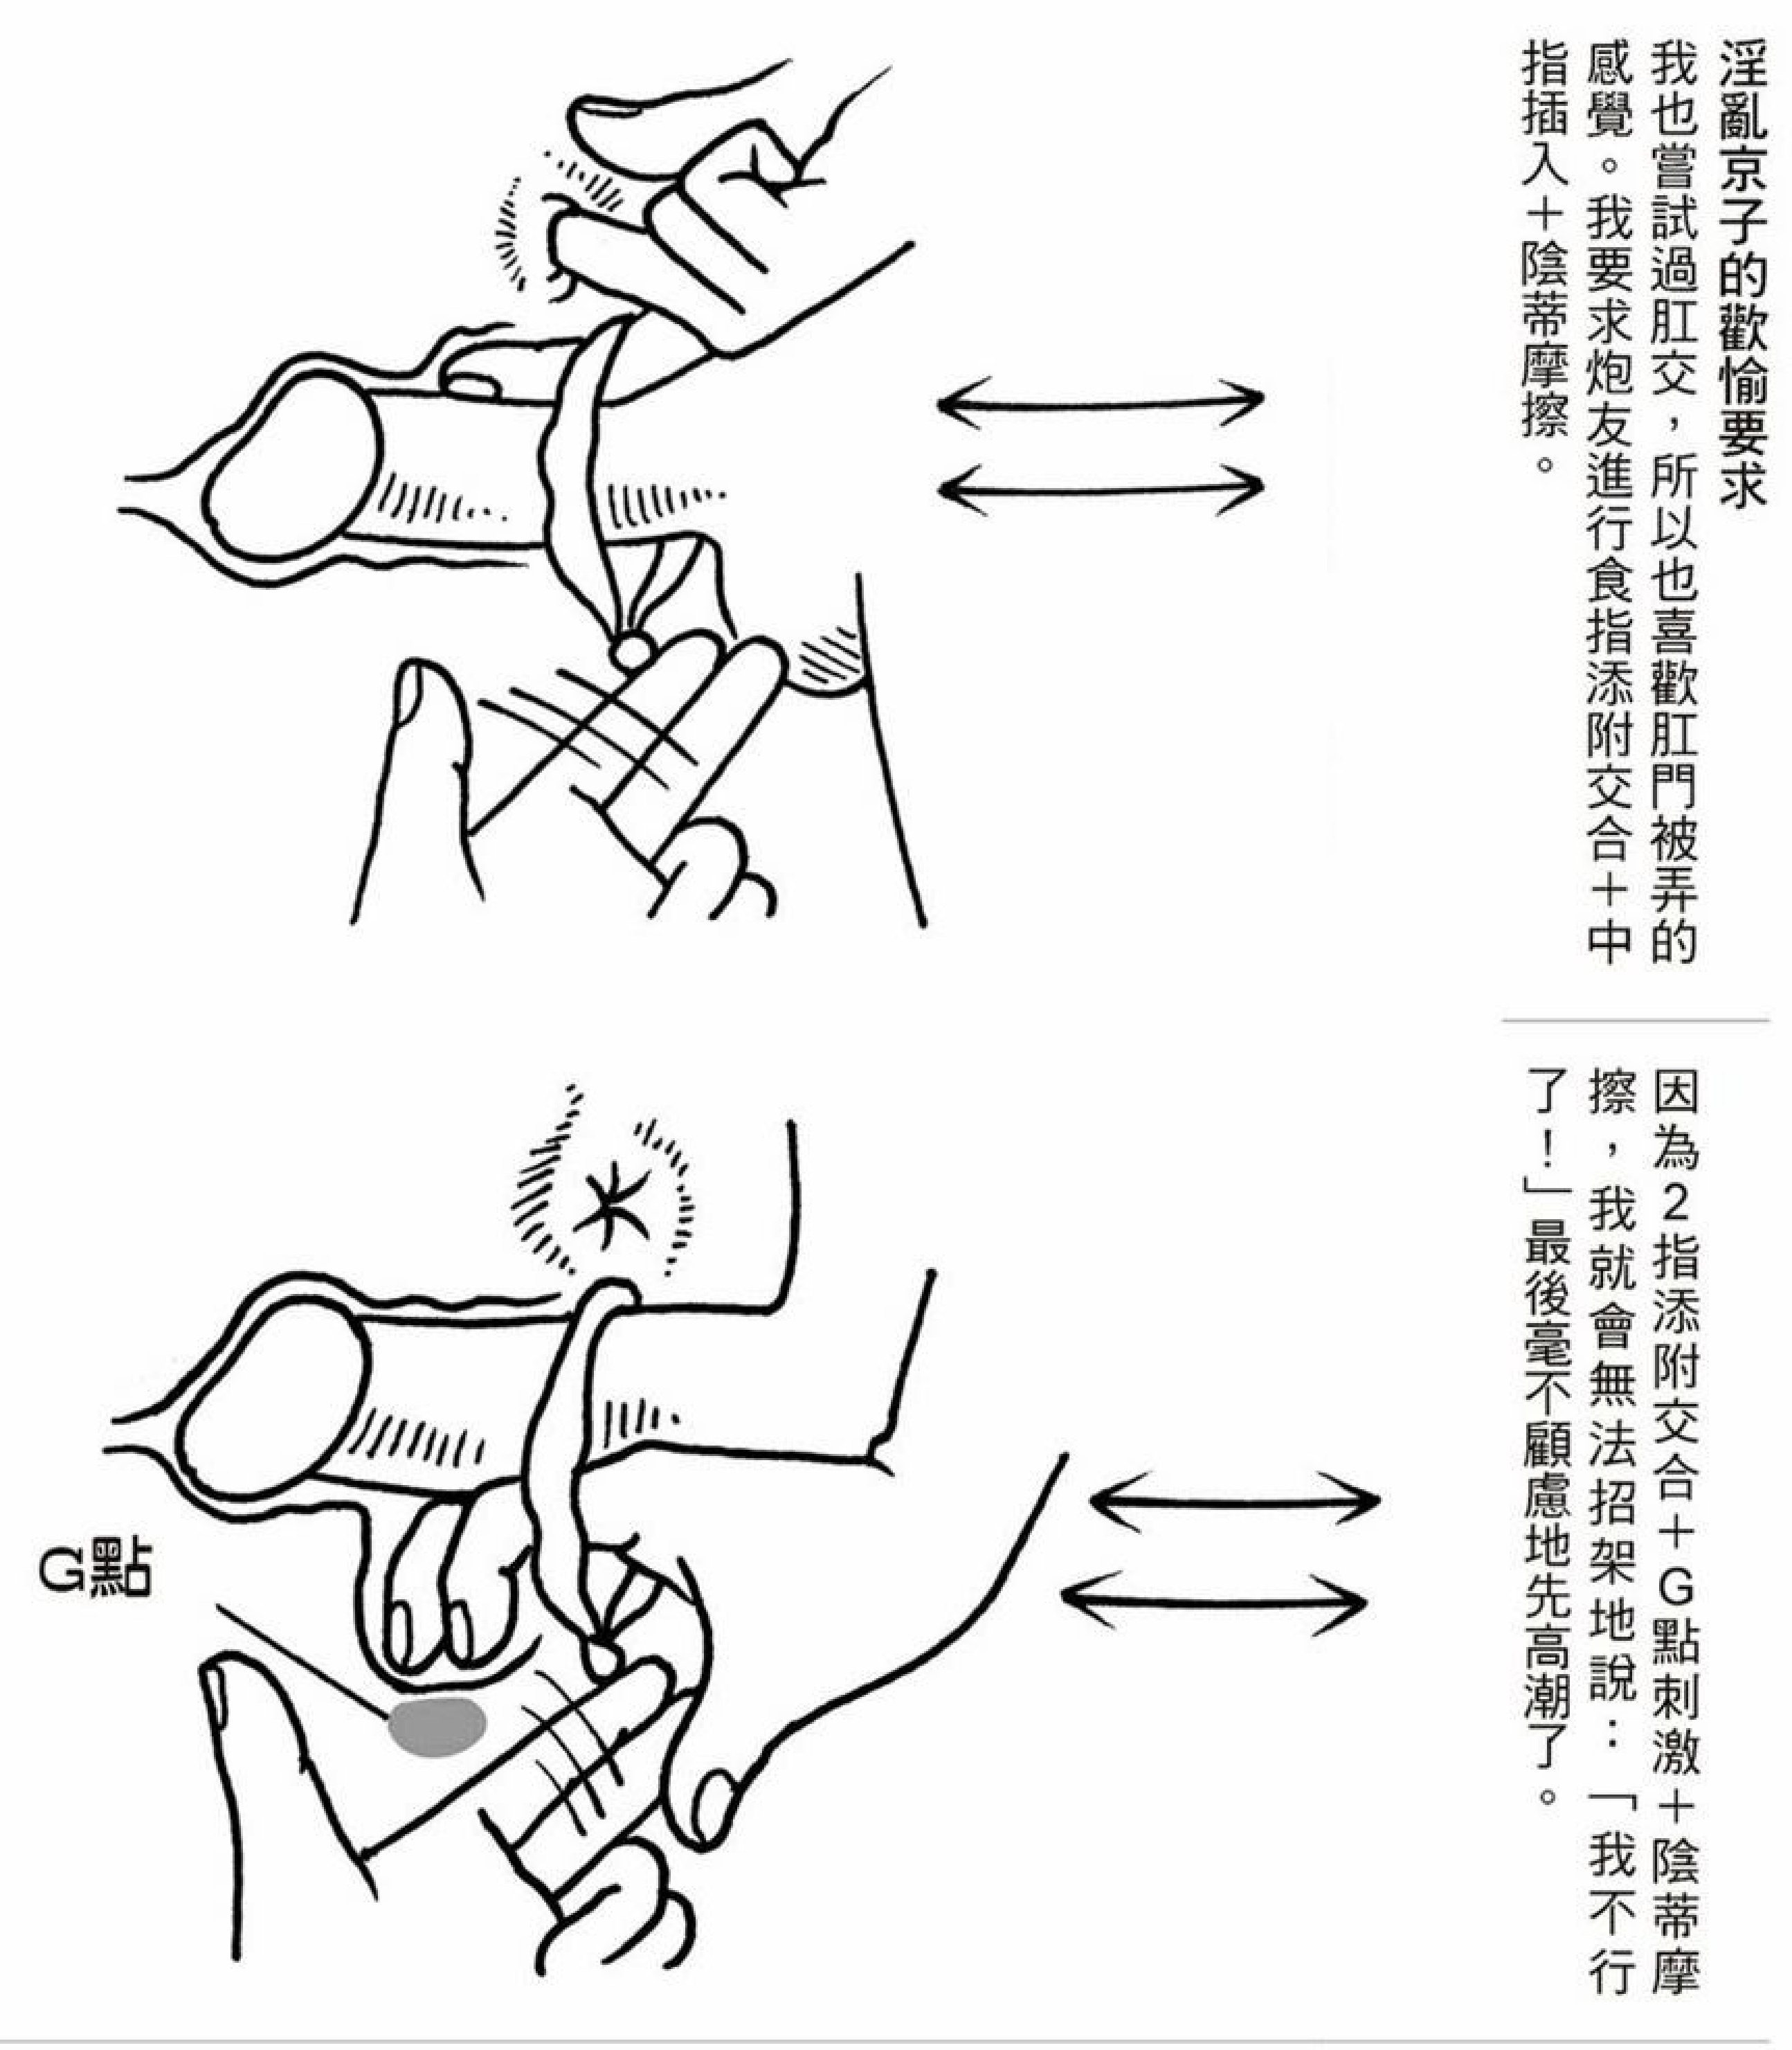 淫亂京子的歡愉要求
我也嘗試過肛交，所以也喜歡肛門被弄的
感覺。我要求炮友進行食指添附交合＋中
指插入＋陰蒂摩擦。
因為2指添附交合＋G點刺激＋陰蒂摩
擦，我就會無法招架地說：「我不行
了！」最後毫不顧慮地先高潮了。
G點